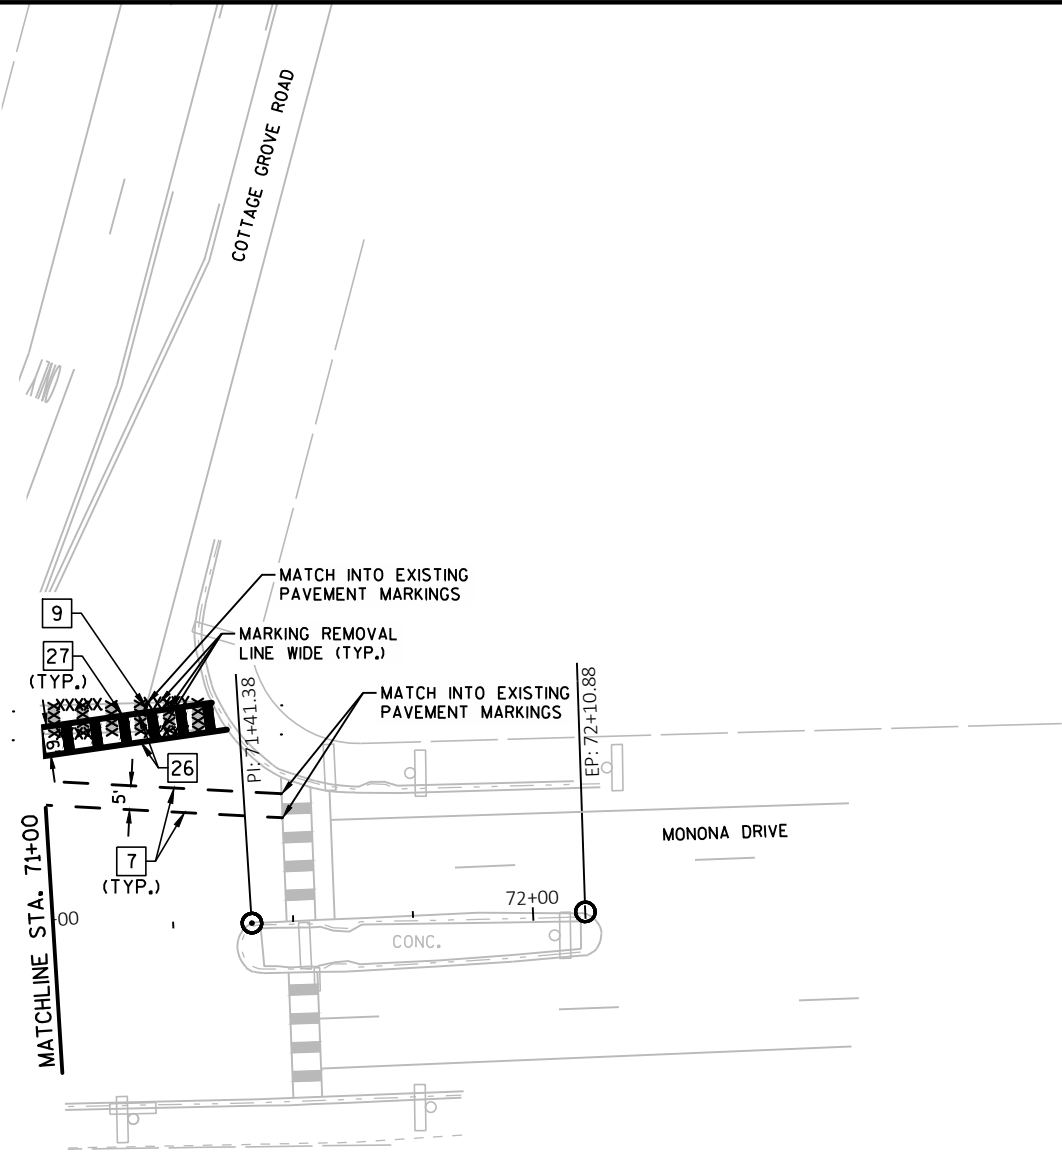 COTTAGE GROVE ROAD
MATCH INTO EXISTING
PAVEMENT MARKINGS
9
MARKING REMOVAL
LINE WIDE (TYP.)
27
(TYP.)
MATCH INTO EXISTING
PAVEMENT MARKINGS
PI: 71+41.38
EP: 72+10.88
9'
26
5'
7
(TYP.)
MONONA DRIVE
MATCHLINE STA. 71+00
+00
72+00
CONC.